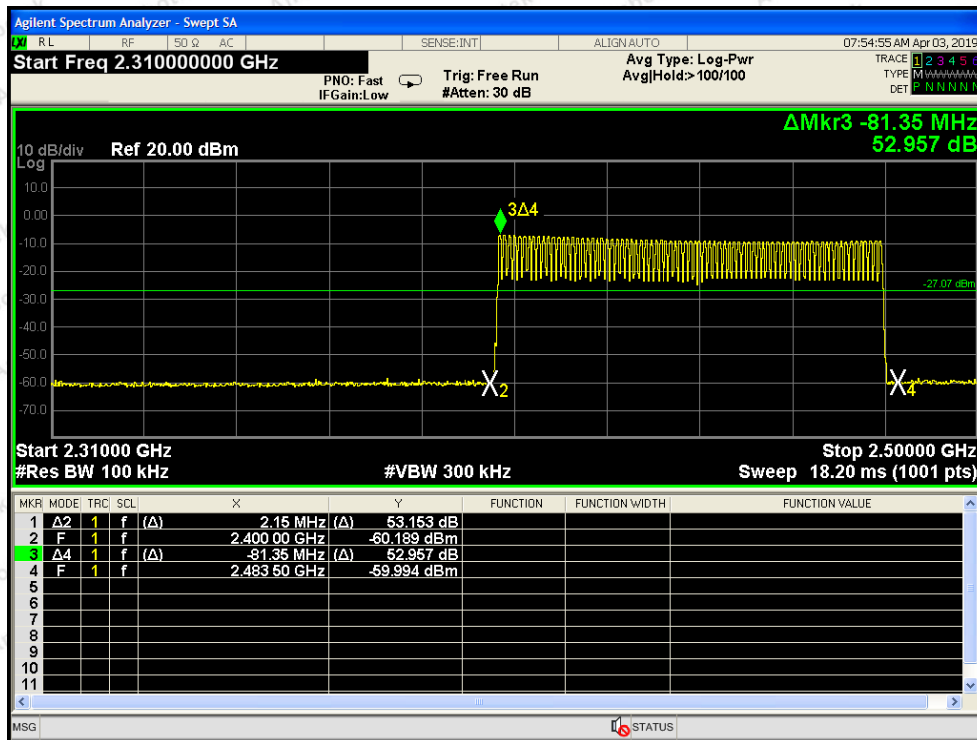 Agilent Spectrum Analyzer - Swept SA
LXI RL RF 50 Ω AC SENSE:INT ALIGNAUTO 07:54:55 AM Apr 03, 2019
Start Freq 2.310000000 GHz
PNO: Fast
IFGain:Low
Trig: Free Run
#Atten: 30 dB
Avg Type: Log-Pwr
Avg|Hold:>100/100
TRACE 1 2 3 4 5
TYPE M
DET P N N N N N
ΔMkr3 -81.35 MHz
52.957 dB
10 dB/div Ref 20.00 dBm
Log
10.0
0.00
3Δ4
-10.0
-20.0
-27.07 dBm
-30.0
-40.0
-50.0
-60.0
2
4
-70.0
Start 2.31000 GHz Stop 2.50000 GHz
#Res BW 100 kHz #VBW 300 kHz Sweep 18.20 ms (1001 pts)
MKR MODE TRC SCL X Y FUNCTION FUNCTION WIDTH FUNCTION VALUE
1 Δ2 1 f (Δ) 2.15 MHz (Δ) 53.153 dB
2 F 1 f 2.400 00 GHz -60.189 dBm
3 Δ4 1 f (Δ) -81.35 MHz (Δ) 52.957 dB
4 F 1 f 2.483 50 GHz -59.994 dBm
5
6
7
8
9
10
11
MSG STATUS